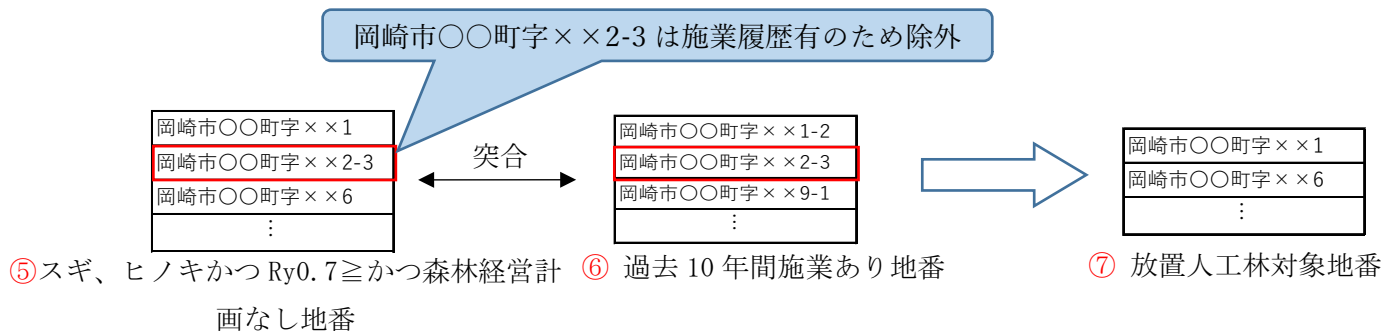 岡崎市〇〇町字××2-3 は施業履歴有のため除外
岡崎市〇〇町字××1
岡崎市〇〇町字××2-3
岡崎市〇〇町字××6
⋮
⑤スギ、ヒノキかつ Ry0.7≧かつ森林経営計
画なし地番
突合
岡崎市〇〇町字××1-2
岡崎市〇〇町字××2-3
岡崎市〇〇町字××9-1
⋮
⑥ 過去 10 年間施業あり地番
岡崎市〇〇町字××1
岡崎市〇〇町字××6
⋮
⑦ 放置人工林対象地番